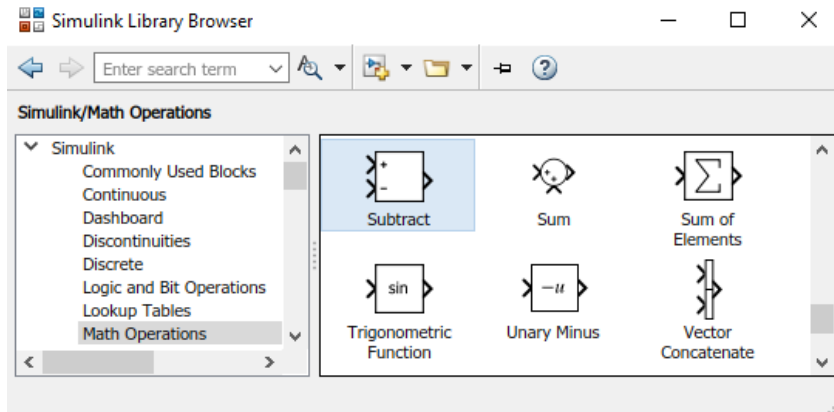 Simulink Library Browser
Enter search term
Simulink/Math Operations
Simulink
Commonly Used Blocks
Continuous
Dashboard
Discontinuities
Discrete
Logic and Bit Operations
Lookup Tables
Math Operations
+
−
Subtract
+
+
Sum
Σ
Sum of
Elements
sin
Trigonometric
Function
-u
Unary Minus
Vector
Concatenate